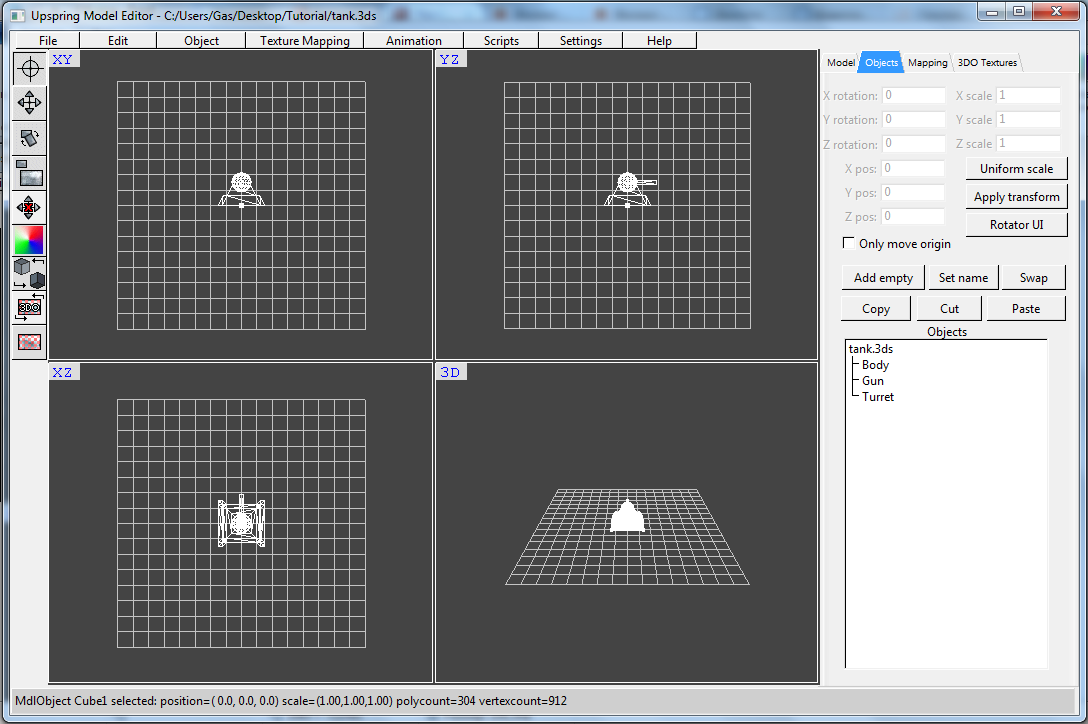 Upspring Model Editor - C:/Users/Gas/Desktop/Tutorial/tank.3ds
File Edit Object Texture Mapping Animation Scripts Settings Help
XY
YZ
XZ
3D
3DO
Model Objects Mapping 3DO Textures
X rotation: 0 X scale 1
Y rotation: 0 Y scale 1
Z rotation: 0 Z scale 1
X pos: 0 Uniform scale
Y pos: 0 Apply transform
Z pos: 0 Rotator UI
Only move origin
Add empty Set name Swap
Copy Cut Paste
Objects
tank.3ds
Body
Gun
Turret
MdlObject Cube1 selected: position=( 0.0, 0.0, 0.0) scale=(1.00,1.00,1.00) polycount=304 vertexcount=912